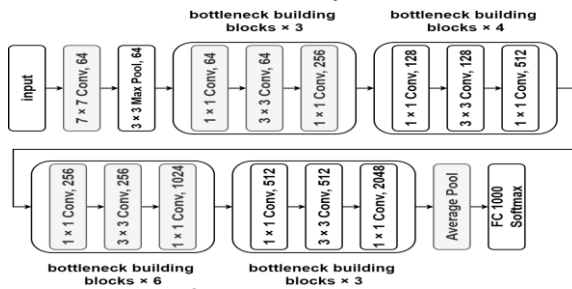 bottleneck building
blocks × 3
bottleneck building
blocks × 4
input
7 × 7 Conv, 64
3 × 3 Max Pool, 64
1 × 1 Conv, 64
3 × 3 Conv, 64
1 × 1 Conv, 256
1 × 1 Conv, 128
3 × 3 Conv, 128
1 × 1 Conv, 512
1 × 1 Conv, 256
3 × 3 Conv, 256
1 × 1 Conv, 1024
1 × 1 Conv, 512
3 × 3 Conv, 512
1 × 1 Conv, 2048
Average Pool
FC 1000
Softmax
bottleneck building
blocks × 6
bottleneck building
blocks × 3